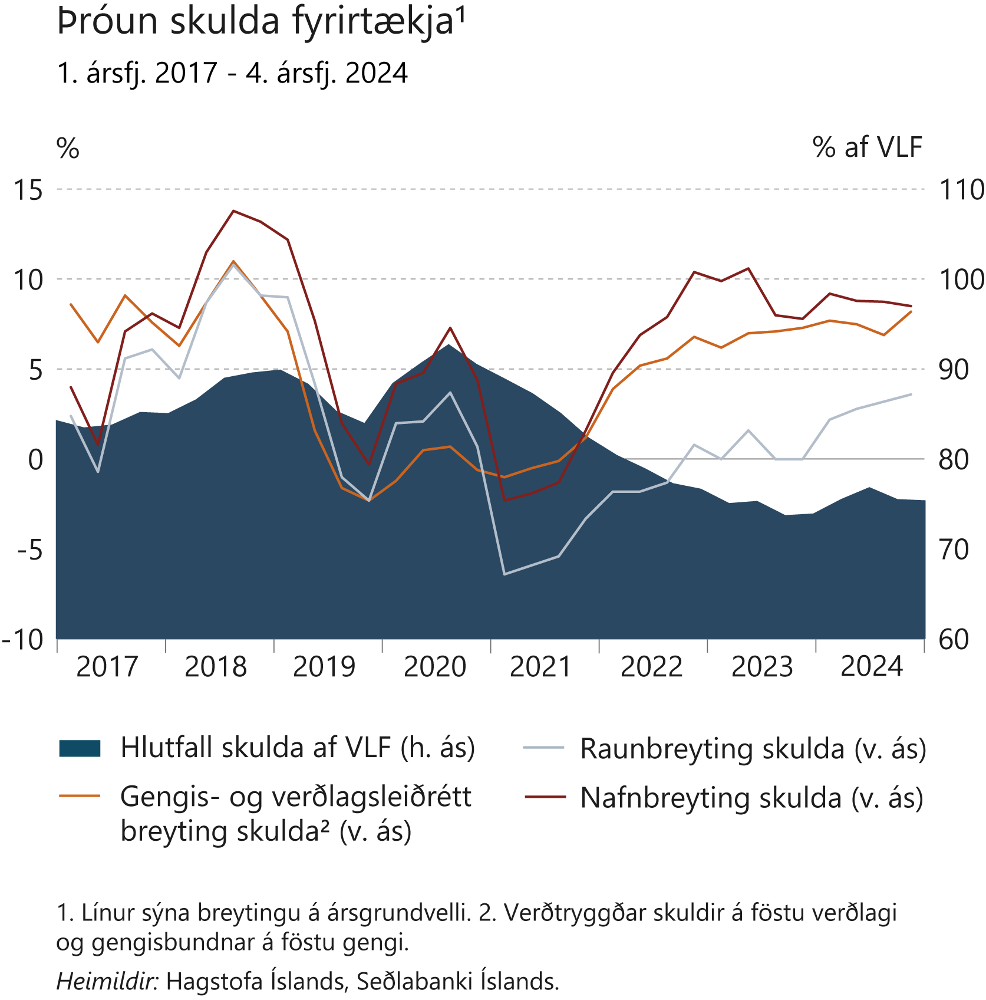 Þróun skulda fyrirtækja¹
1. ársfj. 2017 - 4. ársfj. 2024
%
% af VLF
15
110
10
100
5
90
0
80
-5
70
-10
60
2017
2018
2019
2020
2021
2022
2023
2024
Hlutfall skulda af VLF (h. ás)
Gengis- og verðlagsleiðrétt
breyting skulda² (v. ás)
Raunbreyting skulda (v. ás)
Nafnbreyting skulda (v. ás)
1. Línur sýna breytingu á ársgrundvelli. 2. Verðtryggðar skuldir á föstu verðlagi
og gengisbundnar á föstu gengi.
Heimildir: Hagstofa Íslands, Seðlabanki Íslands.